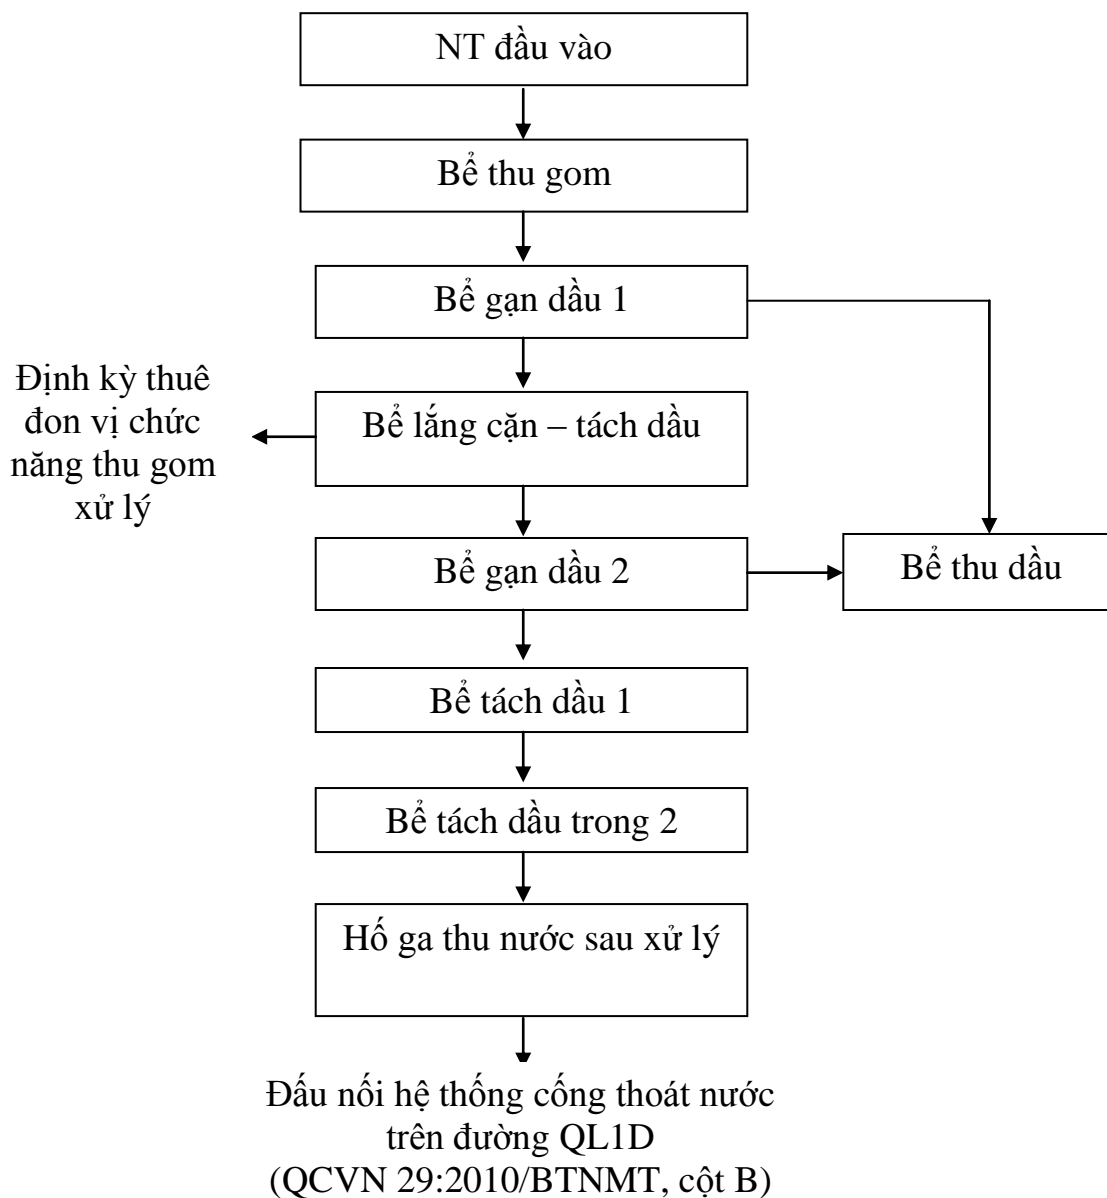 NT đầu vào
Bể thu gom
Bể gạn dầu 1
Định kỳ thuê
đơn vị chức
năng thu gom
xử lý
Bể lắng cặn – tách dầu
Bể gạn dầu 2
Bể thu dầu
Bể tách dầu 1
Bể tách dầu trong 2
Hố ga thu nước sau xử lý
Đấu nối hệ thống cống thoát nước
trên đường QL1D
(QCVN 29:2010/BTNMT, cột B)